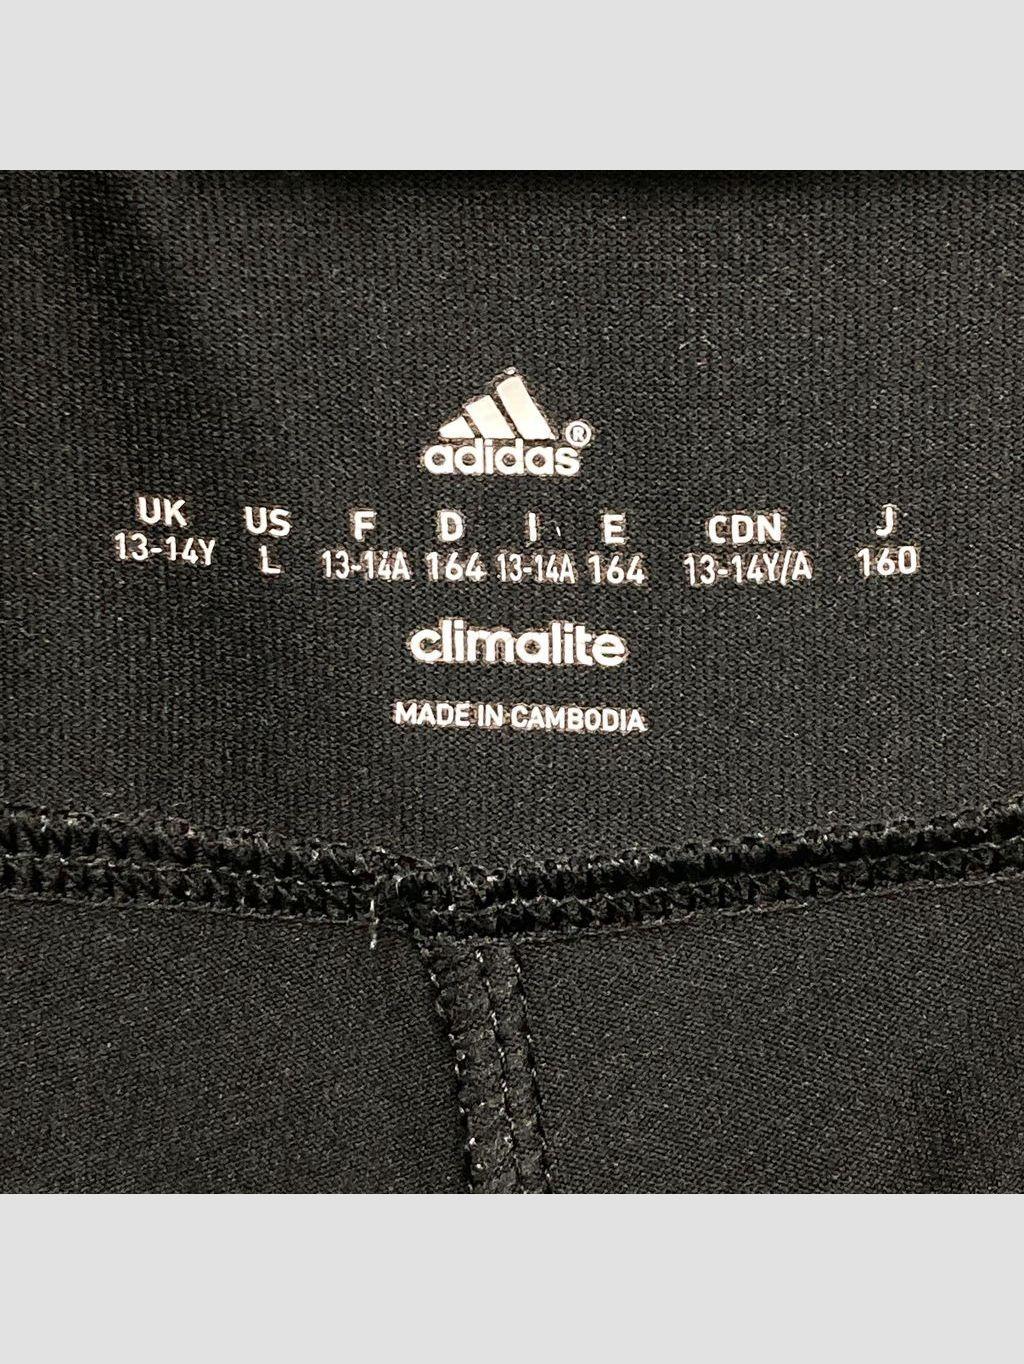 adidas®
UK US F D I E CDN J
13-14Y L 13-14A 164 13-14A 164 13-14Y/A 160
climalite
MADE IN CAMBODIA